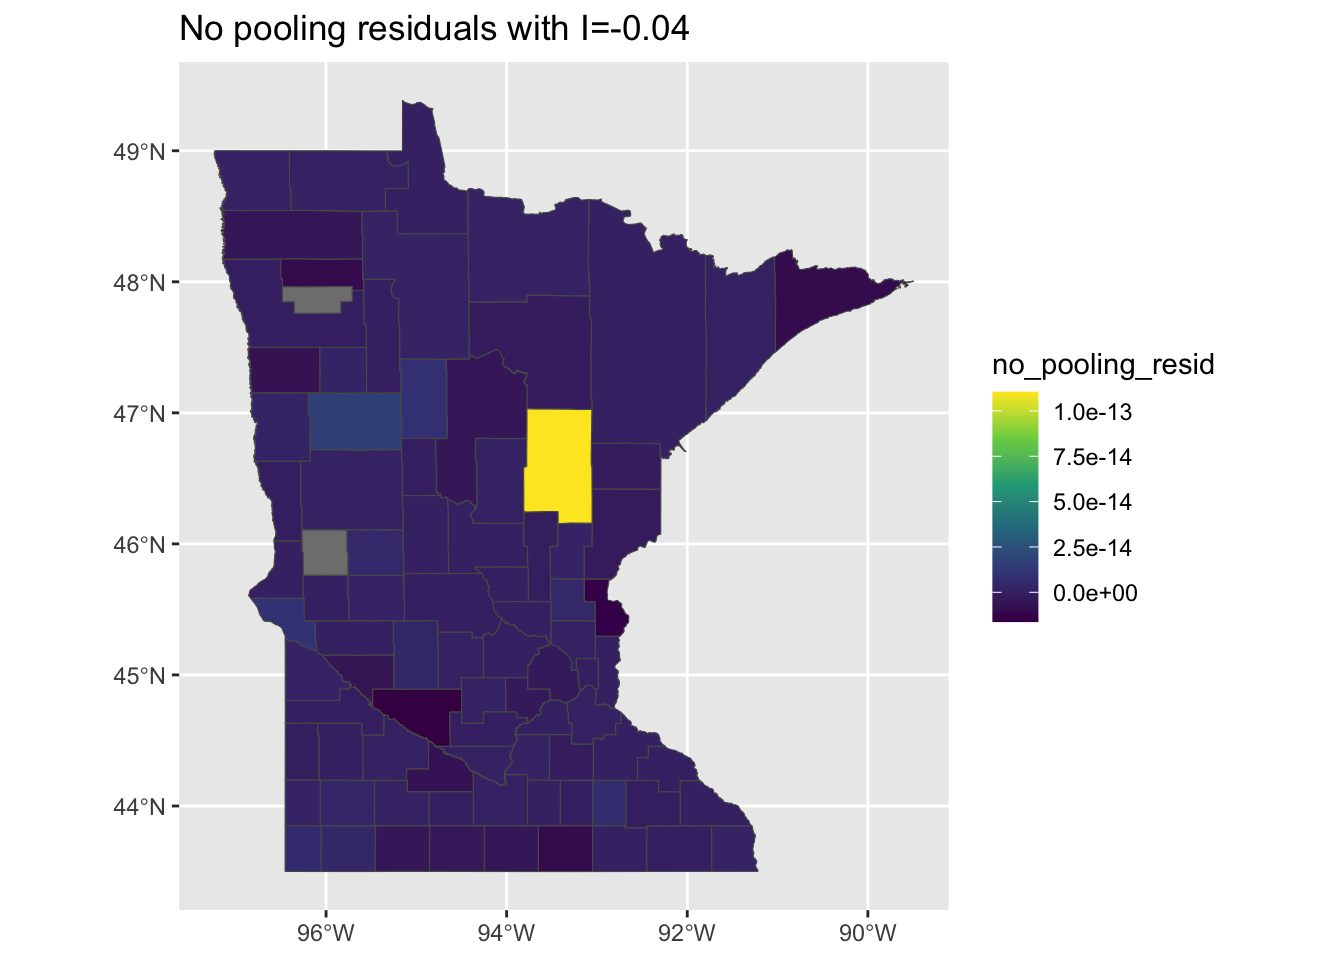 No pooling residuals with I=-0.04
49°N
48°N
47°N
46°N
45°N
44°N
96°W
94°W
92°W
90°W
no_pooling_resid
1.0e-13
7.5e-14
5.0e-14
2.5e-14
0.0e+00